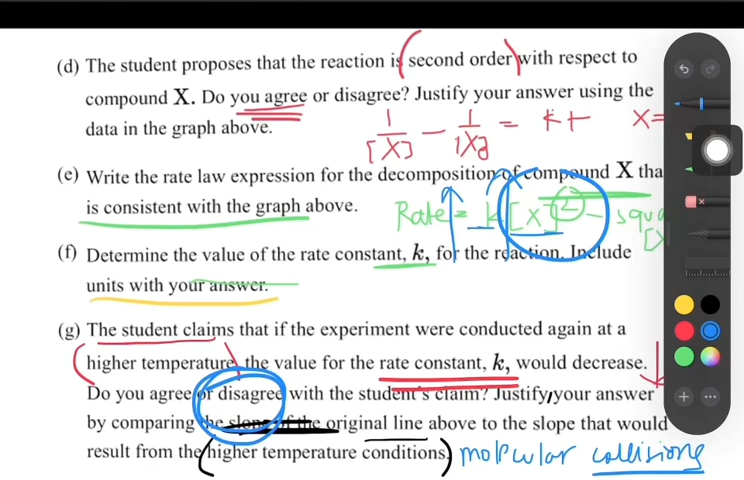 (d) The student proposes that the reaction is (second order) with respect to
compound X. Do you agree or disagree? Justify your answer using the
data in the graph above.
1/[X] - 1/[X]₀ = kt X=
(e) Write the rate law expression for the decomposition of compound X tha
is consistent with the graph above.
Rate = k[X]² - squa
[X
(f) Determine the value of the rate constant, k, for the reaction. Include
units with your answer.
(g) The student claims that if the experiment were conducted again at a
(higher temperature, the value for the rate constant, k, would decrease.
Do you agree or disagree with the student's claim? Justify your answer
by comparing the slope of the original line above to the slope that would
result from the (higher temperature conditions.) molpcular collisions